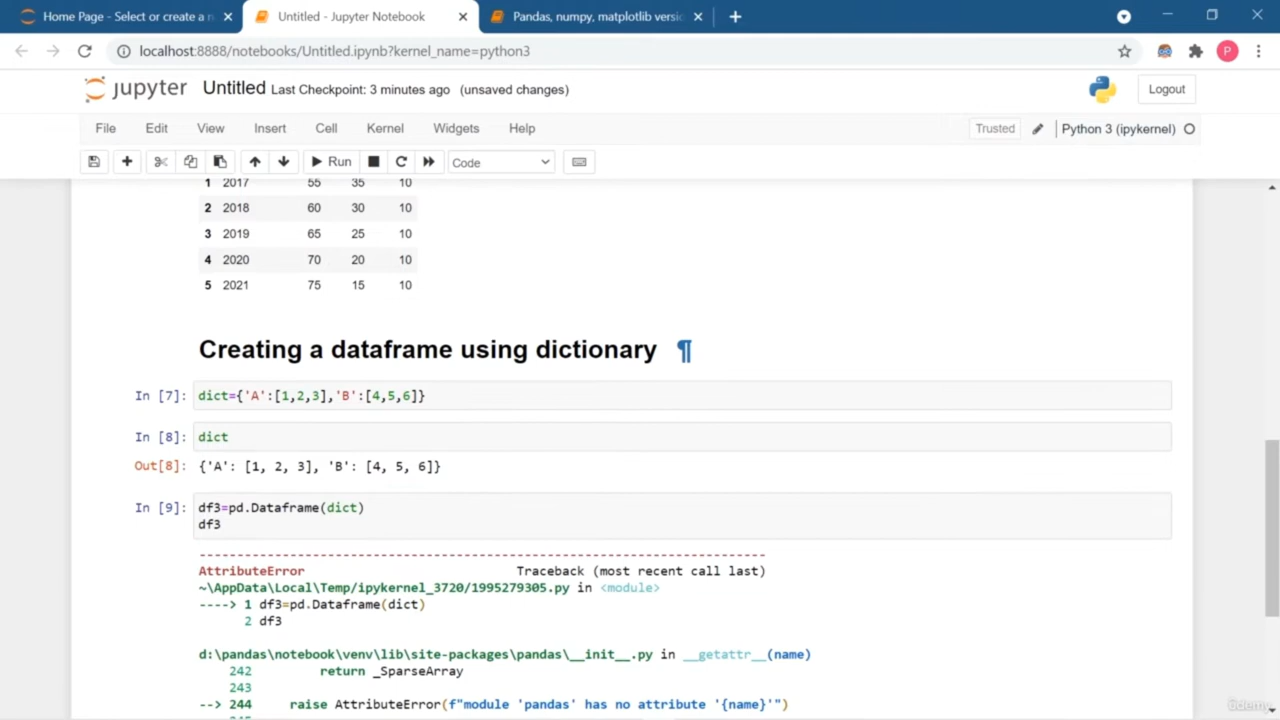 Home Page - Select or create a n
Untitled - Jupyter Notebook
Pandas, numpy, matplotlib versic
localhost:8888/notebooks/Untitled.ipynb?kernel_name=python3
P
jupyter Untitled Last Checkpoint: 3 minutes ago (unsaved changes)
Logout
File Edit View Insert Cell Kernel Widgets Help
Trusted Python 3 (ipykernel)
Run Code
1 2017 55 35 10
2 2018 60 30 10
3 2019 65 25 10
4 2020 70 20 10
5 2021 75 15 10
Creating a dataframe using dictionary ¶
In [7]: dict={'A':[1,2,3],'B':[4,5,6]}
In [8]: dict
Out[8]: {'A': [1, 2, 3], 'B': [4, 5, 6]}
In [9]: df3=pd.Dataframe(dict)
df3
---------------------------------------------------------------------------
AttributeError Traceback (most recent call last)
~\AppData\Local\Temp/ipykernel_3720/1995279305.py in <module>
----> 1 df3=pd.Dataframe(dict)
2 df3
d:\pandas\notebook\venv\lib\site-packages\pandas\__init__.py in __getattr__(name)
242 return _SparseArray
243
--> 244 raise AttributeError(f"module 'pandas' has no attribute '{name}'")
Udemy